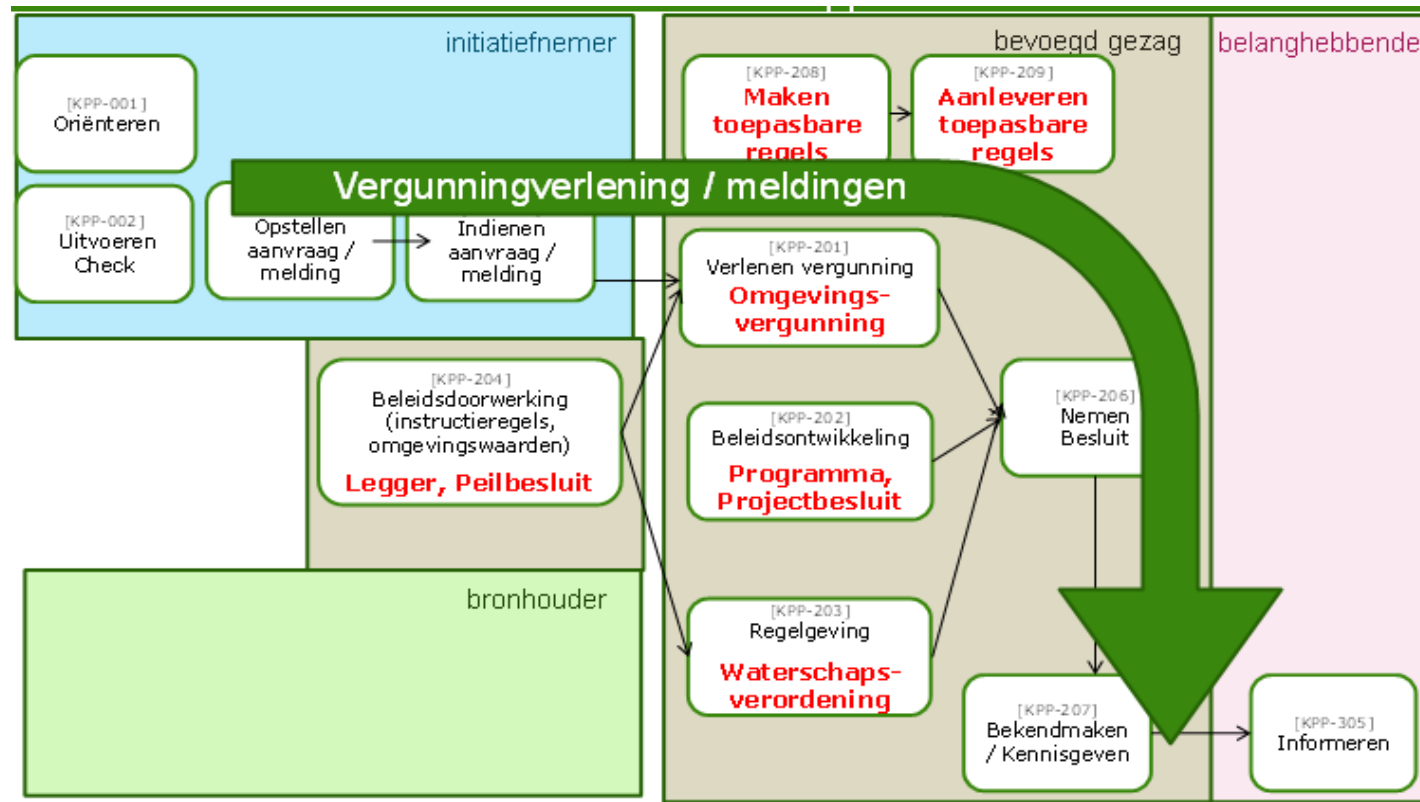 initiatiefnemer
[KPP-001]
Oriënteren
[KPP-002]
Uitvoeren
Check
Opstellen
aanvraag /
melding
Indienen
aanvraag /
melding
Vergunningverlening / meldingen
bevoegd gezag
[KPP-208]
Maken
toepasbare
regels
[KPP-209]
Aanleveren
toepasbare
regels
belanghebbende
[KPP-201]
Verlenen vergunning
Omgevings-
vergunning
[KPP-204]
Beleidsdoorwerking
(instructieregels,
omgevingswaarden)
Legger, Peilbesluit
[KPP-202]
Beleidsontwikkeling
Programma,
Projectbesluit
[KPP-206]
Nemen
Besluit
bronhouder
[KPP-203]
Regelgeving
Waterschaps-
verordening
[KPP-207]
Bekendmaken
/ Kennisgeven
[KPP-305]
Informeren